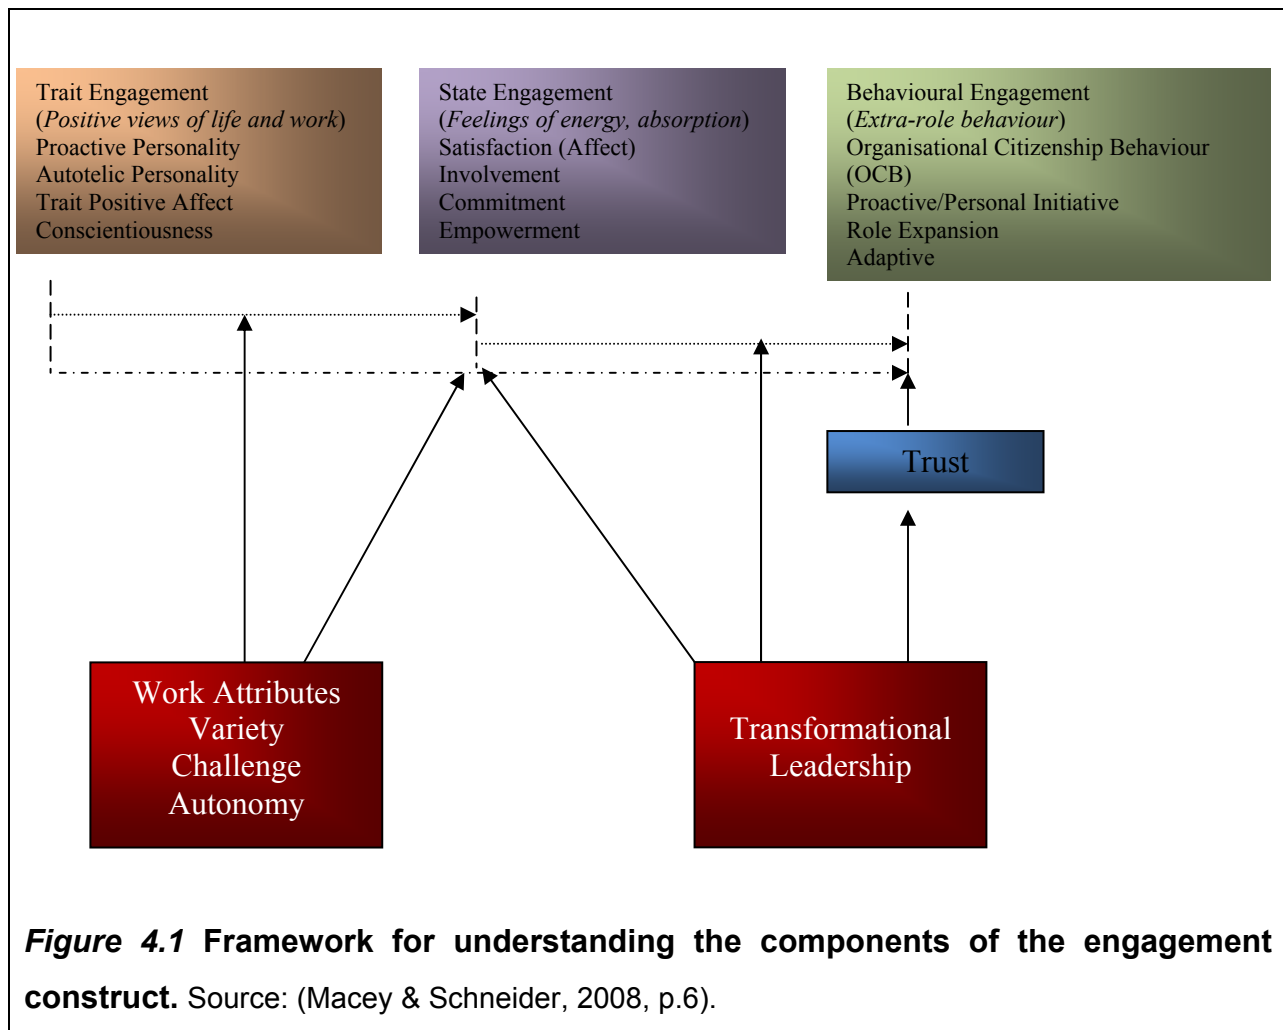 Trait Engagement
(Positive views of life and work)
Proactive Personality
Autotelic Personality
Trait Positive Affect
Conscientiousness
State Engagement
(Feelings of energy, absorption)
Satisfaction (Affect)
Involvement
Commitment
Empowerment
Behavioural Engagement
(Extra-role behaviour)
Organisational Citizenship Behaviour
(OCB)
Proactive/Personal Initiative
Role Expansion
Adaptive
Trust
Work Attributes
Variety
Challenge
Autonomy
Transformational
Leadership
Figure 4.1 Framework for understanding the components of the engagement
construct. Source: (Macey & Schneider, 2008, p.6).